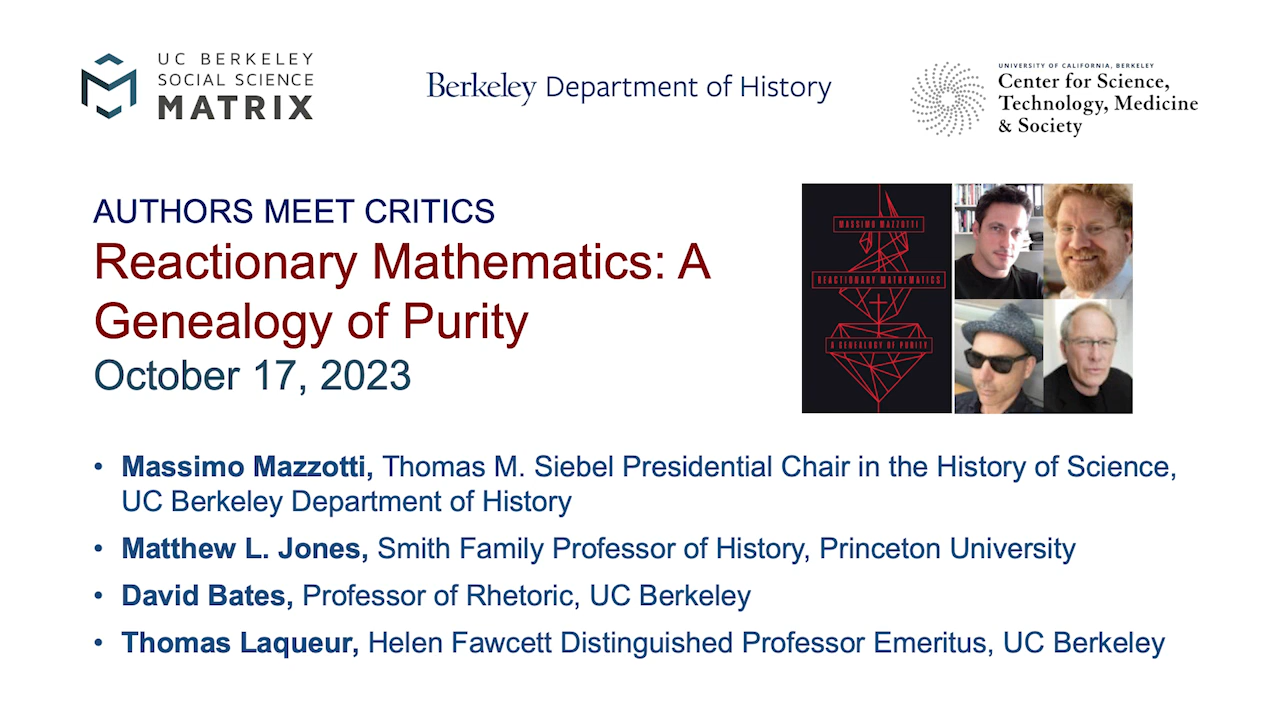 UC BERKELEY
SOCIAL SCIENCE
MATRIX
Berkeley Department of History
UNIVERSITY OF CALIFORNIA, BERKELEY
Center for Science,
Technology, Medicine
& Society
AUTHORS MEET CRITICS
Reactionary Mathematics: A
Genealogy of Purity
October 17, 2023
MASSIMO MAZZOTTI
REACTIONARY MATHEMATICS
A GENEALOGY OF PURITY
• Massimo Mazzotti, Thomas M. Siebel Presidential Chair in the History of Science,
UC Berkeley Department of History
• Matthew L. Jones, Smith Family Professor of History, Princeton University
• David Bates, Professor of Rhetoric, UC Berkeley
• Thomas Laqueur, Helen Fawcett Distinguished Professor Emeritus, UC Berkeley